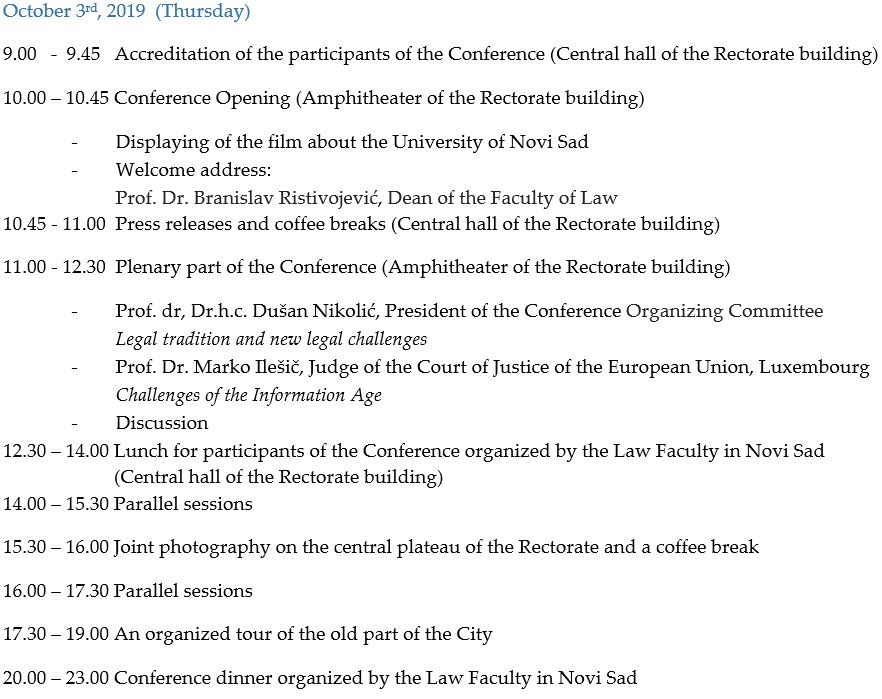 October 3rd, 2019 (Thursday)
9.00 - 9.45 Accreditation of the participants of the Conference (Central hall of the Rectorate building)
10.00 – 10.45 Conference Opening (Amphitheater of the Rectorate building)
- Displaying of the film about the University of Novi Sad
- Welcome address:
Prof. Dr. Branislav Ristivojević, Dean of the Faculty of Law
10.45 - 11.00 Press releases and coffee breaks (Central hall of the Rectorate building)
11.00 - 12.30 Plenary part of the Conference (Amphitheater of the Rectorate building)
- Prof. dr, Dr.h.c. Dušan Nikolić, President of the Conference Organizing Committee
Legal tradition and new legal challenges
- Prof. Dr. Marko Ilešič, Judge of the Court of Justice of the European Union, Luxembourg
Challenges of the Information Age
- Discussion
12.30 – 14.00 Lunch for participants of the Conference organized by the Law Faculty in Novi Sad
(Central hall of the Rectorate building)
14.00 – 15.30 Parallel sessions
15.30 – 16.00 Joint photography on the central plateau of the Rectorate and a coffee break
16.00 – 17.30 Parallel sessions
17.30 – 19.00 An organized tour of the old part of the City
20.00 – 23.00 Conference dinner organized by the Law Faculty in Novi Sad